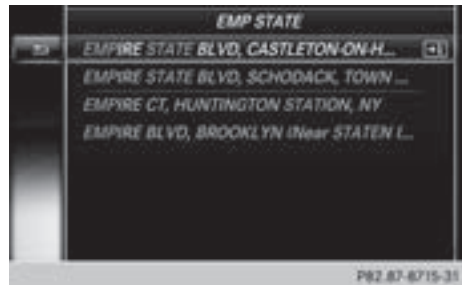 EMP STATE
EMPIRE STATE BLVD, CASTLETON-ON-H...
EMPIRE STATE BLVD, SCHODACK, TOWN ...
EMPIRE CT, HUNTINGTON STATION, NY
EMPIRE BLVD, BROOKLYN (Near STATEN I...
P82.87-8715-31